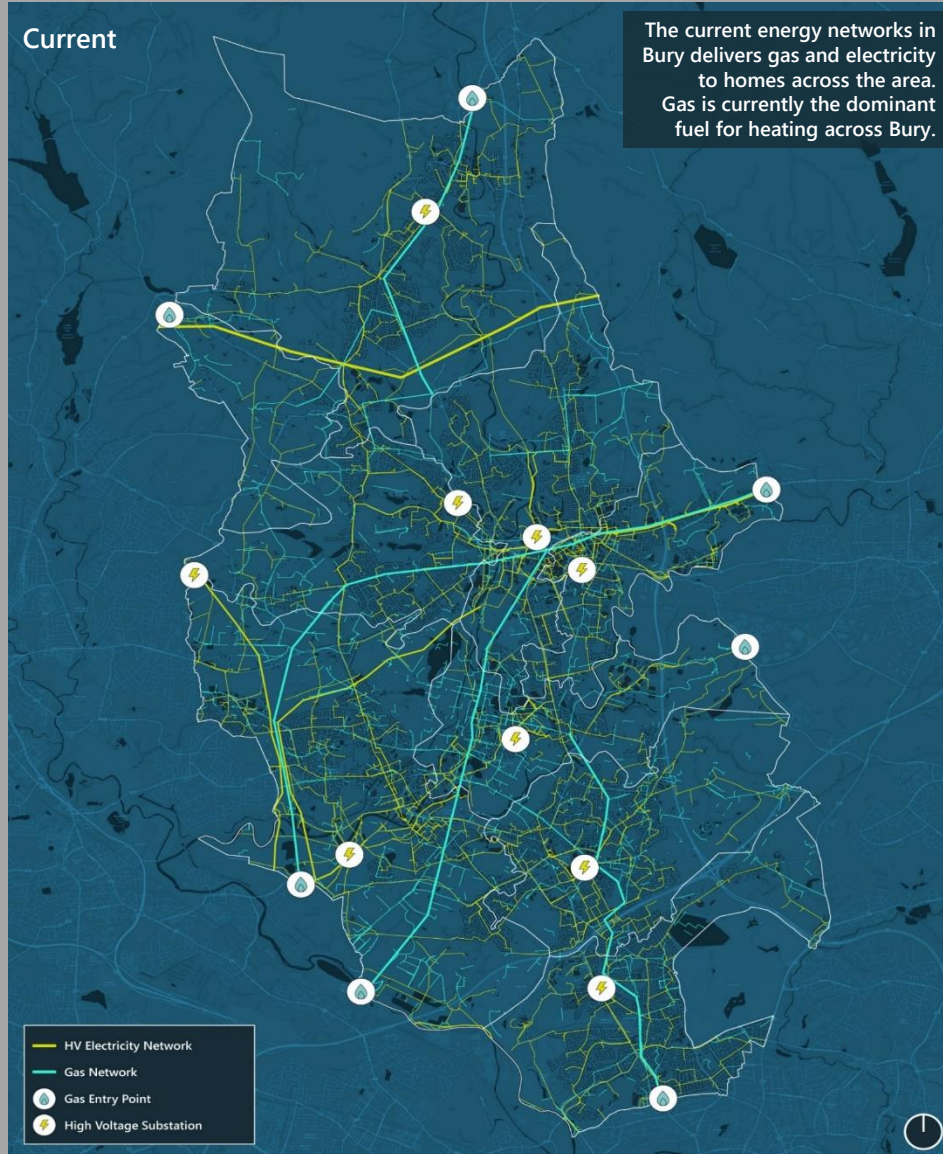 Current
The current energy networks in
Bury delivers gas and electricity
to homes across the area.
Gas is currently the dominant
fuel for heating across Bury.
HV Electricity Network
Gas Network
Gas Entry Point
High Voltage Substation